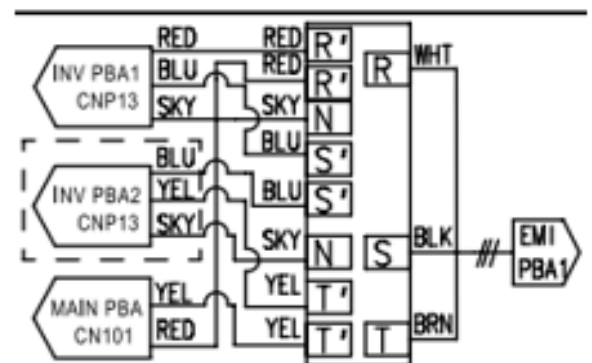 RED RED R' WHT
INV PBA1 BLU RED R' R
CNP13 SKY SKY N
BLU S'
BLU
INV PBA2 YEL BLU S'
CNP13 SKY SKY N S BLK EMI
PBA1
MAIN PBA YEL YEL T'
CN101 RED YEL T' T BRN